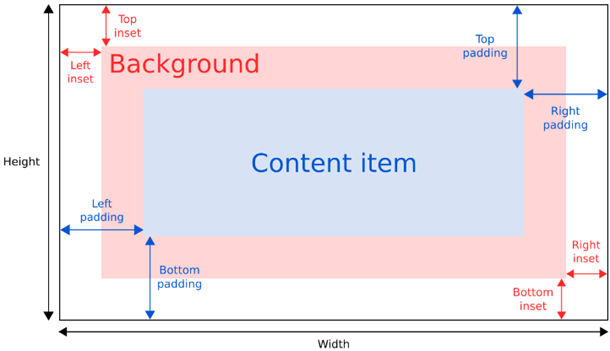 Top
inset
Top
padding
Left
inset
Background
Right
padding
Height
Content item
Left
padding
Right
inset
Bottom
padding
Bottom
inset
Width